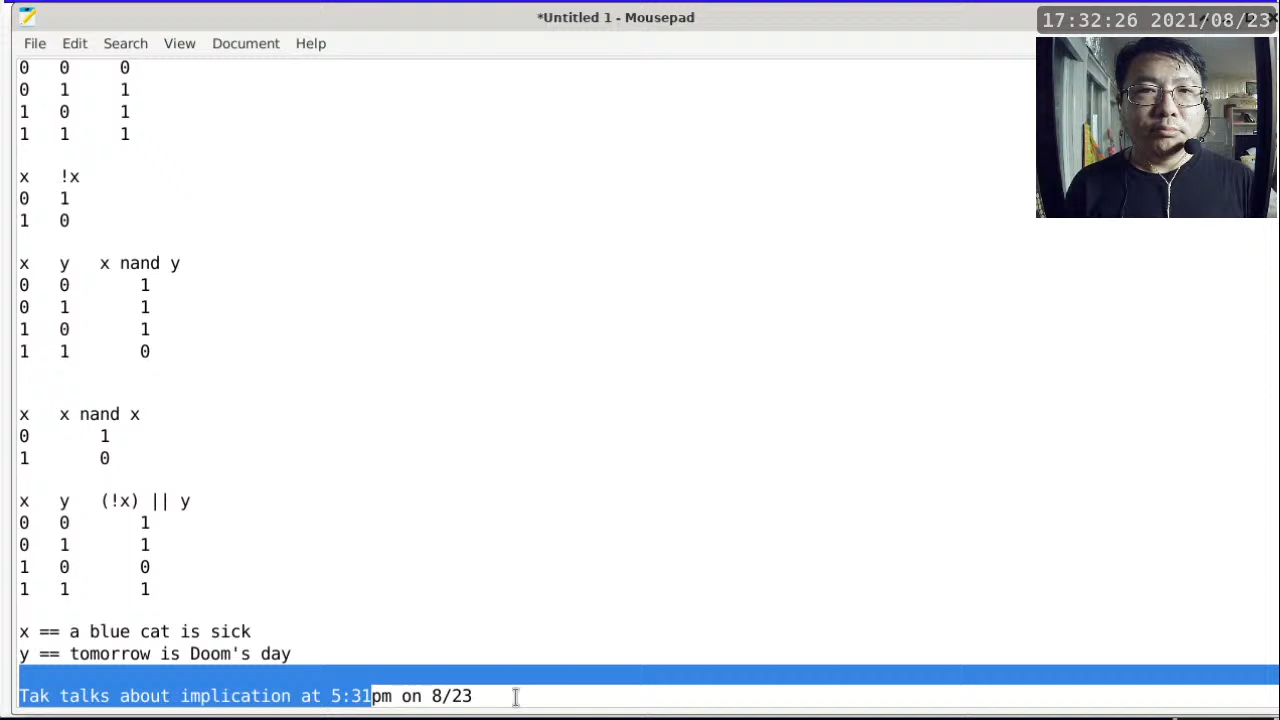 *Untitled 1 - Mousepad
17:32:26 2021/08/23
File Edit Search View Document Help
0 0 0
0 1 1
1 0 1
1 1 1
x !x
0 1
1 0
x y x nand y
0 0 1
0 1 1
1 0 1
1 1 0
x x nand x
0 1
1 0
x y (!x) || y
0 0 1
0 1 1
1 0 0
1 1 1
x == a blue cat is sick
y == tomorrow is Doom's day
Tak talks about implication at 5:31pm on 8/23